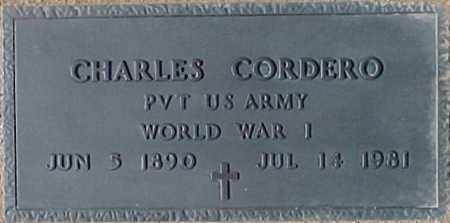 CHARLES CORDERO
PVT US ARMY
WORLD WAR I
JUN 5 1890 JUL 14 1981